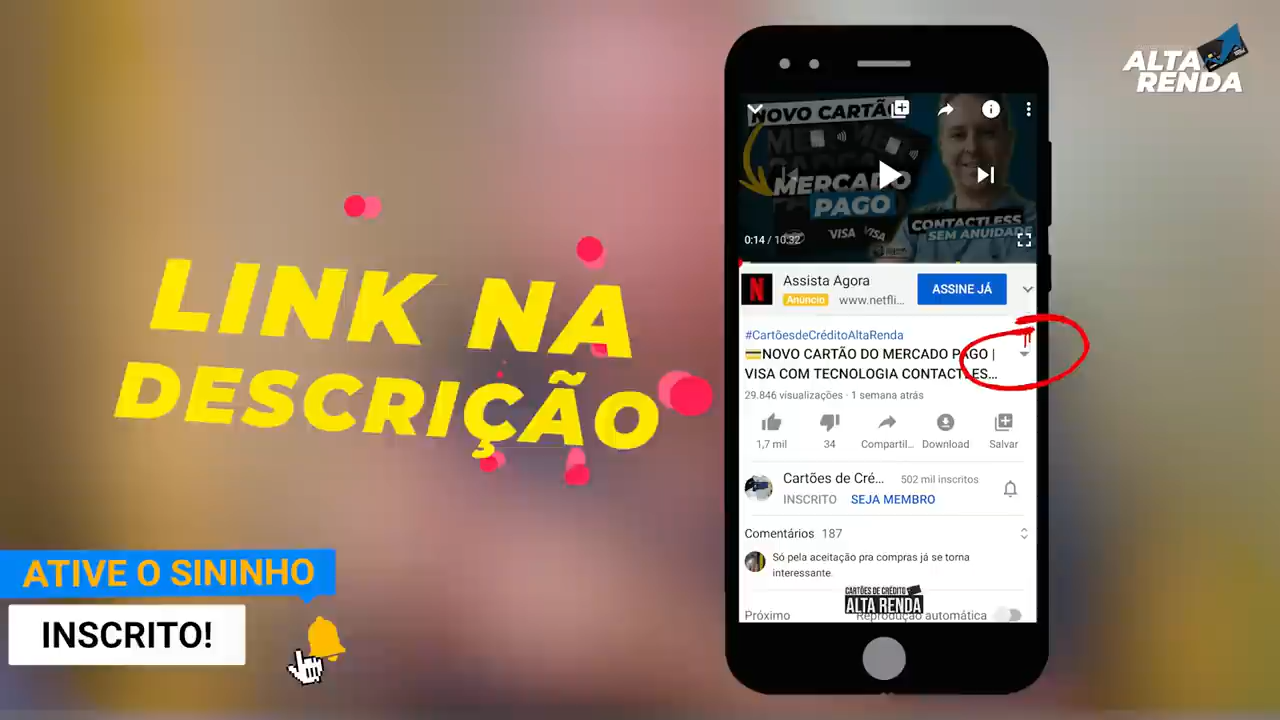 LINK NA
DESCRIÇÃO
ATIVE O SININHO
INSCRITO!
ALTA
RENDA
NOVO CARTÃO
MERCADO
PAGO
VISA VISA
CONTACTLESS
SEM ANUIDADE
0:14 / 10:32
Assista Agora
Anúncio www.netfli...
ASSINE JÁ
#CartõesdeCréditoAltaRenda
NOVO CARTÃO DO MERCADO PAGO |
VISA COM TECNOLOGIA CONTACTLES...
29.846 visualizações · 1 semana atrás
1,7 mil 34 Compartil... Download Salvar
Cartões de Cré... 502 mil inscritos
INSCRITO SEJA MEMBRO
Comentários 187
Só pela aceitação pra compras já se torna
interessante.
CARTÕES DE CRÉDITO
ALTA RENDA
Próximo Reprodução automática